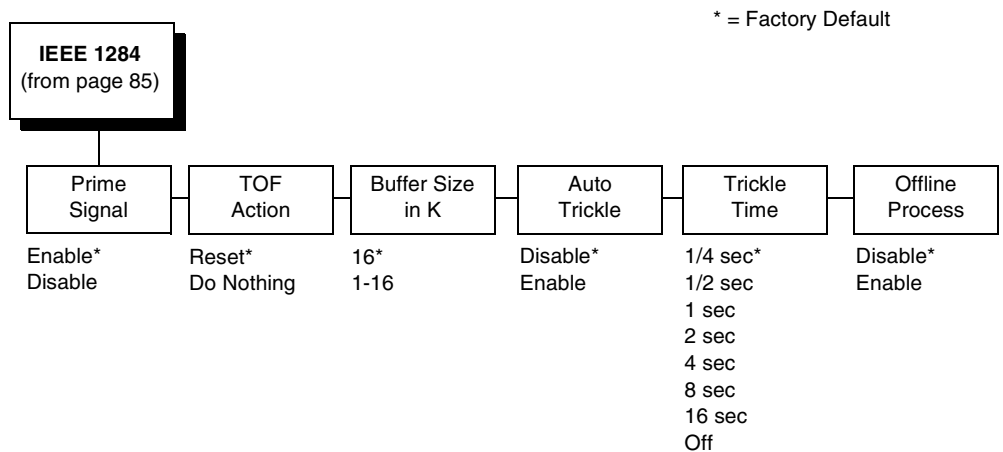 * = Factory Default
IEEE 1284
(from page 85)
Prime
Signal
TOF
Action
Buffer Size
in K
Auto
Trickle
Trickle
Time
Offline
Process
Enable*
Disable
Reset*
Do Nothing
16*
1-16
Disable*
Enable
1/4 sec*
1/2 sec
1 sec
2 sec
4 sec
8 sec
16 sec
Off
Disable*
Enable